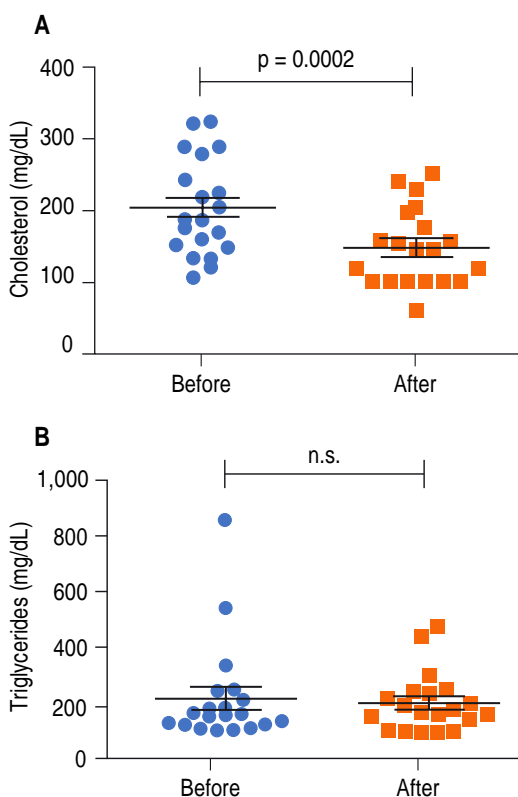 A
p = 0.0002
Cholesterol (mg/dL)
400
300
200
100
0
Before
After
B
n.s.
Triglycerides (mg/dL)
1,000
800
600
400
200
0
Before
After